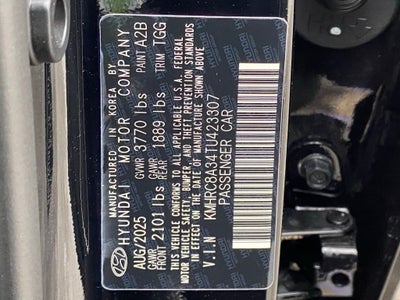 MANUFACTURED IN KOREA BY
HYUNDAI MOTOR COMPANY
AUG/2025 GVWR 3770 lbs PAINT A2B
GAWR FRONT 2101 lbs GAWR REAR 1889 lbs TRIM TGG
THIS VEHICLE CONFORMS TO ALL APPLICABLE U.S.A. FEDERAL
MOTOR VEHICLE SAFETY, BUMPER, AND THEFT PREVENTION STANDARDS
IN EFFECT ON THE DATE OF MANUFACTURE SHOWN ABOVE.
V.I.N KMHRC8A34TU423307
PASSENGER CAR